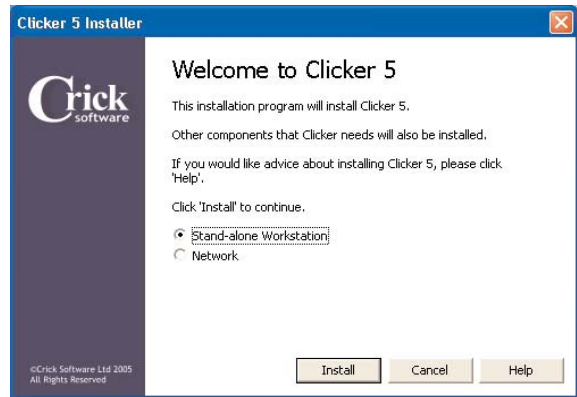 Clicker 5 Installer
Crick
software
Welcome to Clicker 5
This installation program will install Clicker 5.
Other components that Clicker needs will also be installed.
If you would like advice about installing Clicker 5, please click
'Help'.
Click 'Install' to continue.
Stand-alone Workstation
Network
©Crick Software Ltd 2005
All Rights Reserved
Install
Cancel
Help